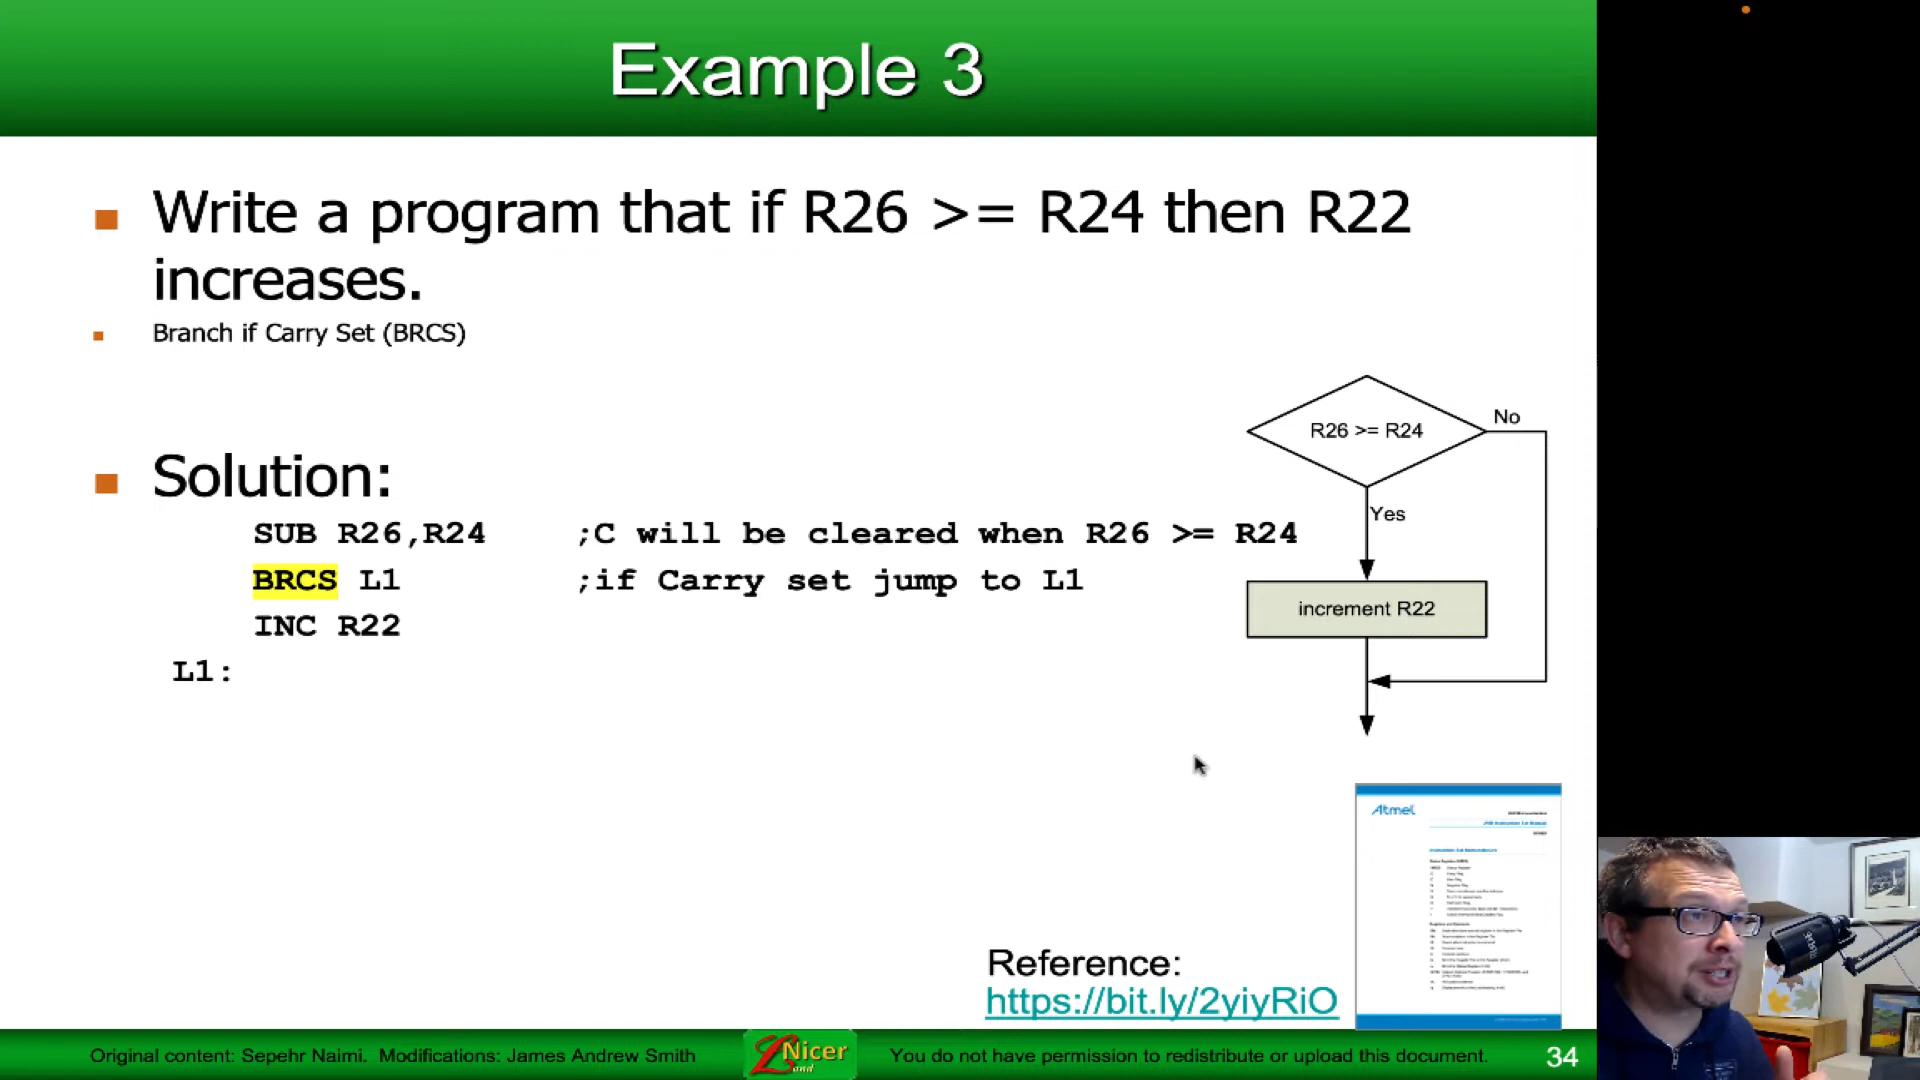 Example 3
Write a program that if R26 >= R24 then R22
increases.
Branch if Carry Set (BRCS)
Solution:
SUB R26,R24 ;C will be cleared when R26 >= R24
BRCS L1 ;if Carry set jump to L1
INC R22
L1:
R26 >= R24
No
Yes
increment R22
Atmel
Reference:
https://bit.ly/2yiyRiO
Original content: Sepehr Naimi. Modifications: James Andrew Smith
Nicer
Land
You do not have permission to redistribute or upload this document.
34
RODE